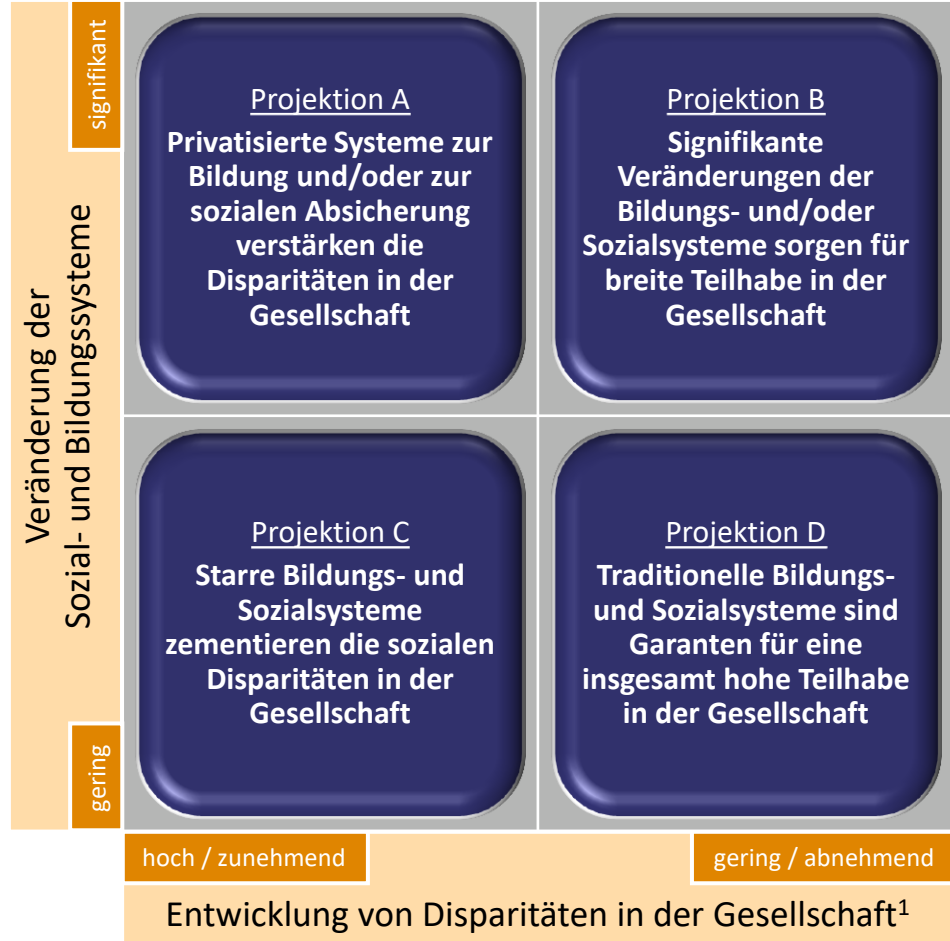 signifikant
Veränderung der
Sozial- und Bildungssysteme
gering
Projektion A
Privatisierte Systeme zur
Bildung und/oder zur
sozialen Absicherung
verstärken die
Disparitäten in der
Gesellschaft
Projektion B
Signifikante
Veränderungen der
Bildungs- und/oder
Sozialsysteme sorgen für
breite Teilhabe in der
Gesellschaft
Projektion C
Starre Bildungs- und
Sozialsysteme
zementieren die sozialen
Disparitäten in der
Gesellschaft
Projektion D
Traditionelle Bildungs-
und Sozialsysteme sind
Garanten für eine
insgesamt hohe Teilhabe
in der Gesellschaft
hoch / zunehmend
gering / abnehmend
Entwicklung von Disparitäten in der Gesellschaft¹